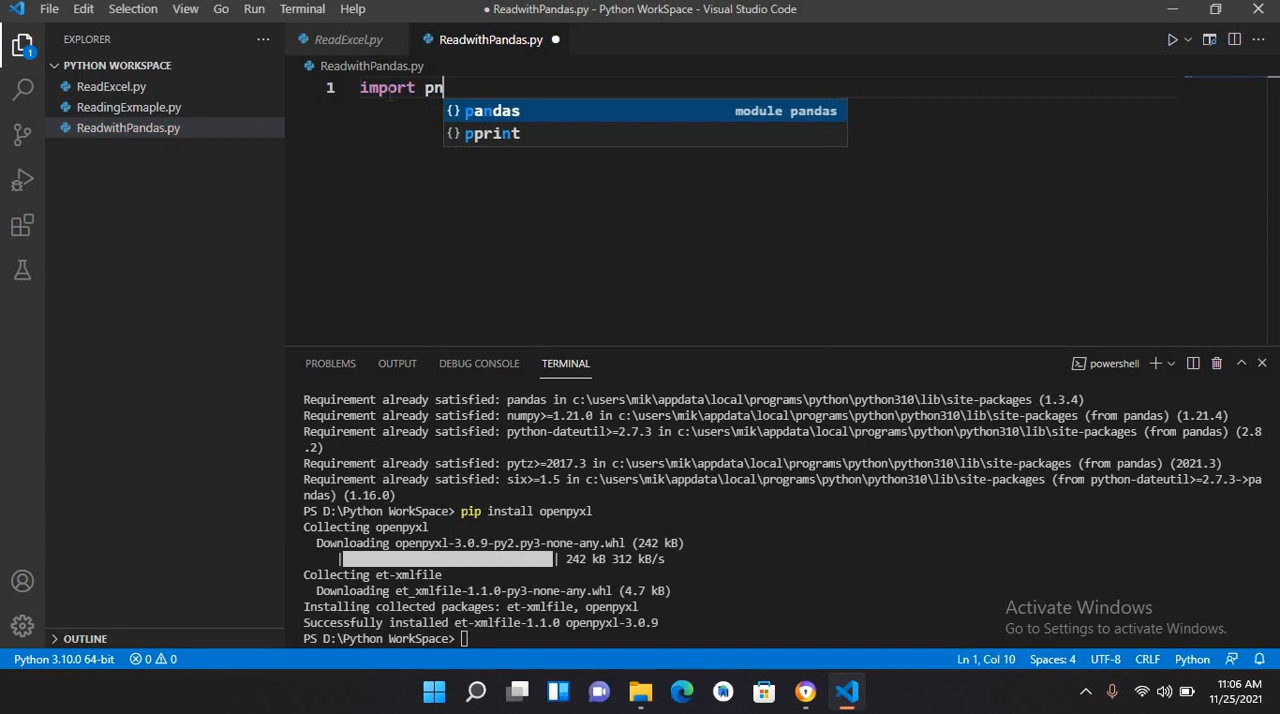 File Edit Selection View Go Run Terminal Help
● ReadwithPandas.py - Python WorkSpace - Visual Studio Code
EXPLORER
ReadExcel.py
ReadwithPandas.py
PYTHON WORKSPACE
ReadwithPandas.py
ReadExcel.py
ReadingExmaple.py
ReadwithPandas.py
1
1 import pn
{} pandas module pandas
{} pprint
PROBLEMS OUTPUT DEBUG CONSOLE TERMINAL
powershell
Requirement already satisfied: pandas in c:\users\mik\appdata\local\programs\python\python310\lib\site-packages (1.3.4)
Requirement already satisfied: numpy>=1.21.0 in c:\users\mik\appdata\local\programs\python\python310\lib\site-packages (from pandas) (1.21.4)
Requirement already satisfied: python-dateutil>=2.7.3 in c:\users\mik\appdata\local\programs\python\python310\lib\site-packages (from pandas) (2.8
.2)
Requirement already satisfied: pytz>=2017.3 in c:\users\mik\appdata\local\programs\python\python310\lib\site-packages (from pandas) (2021.3)
Requirement already satisfied: six>=1.5 in c:\users\mik\appdata\local\programs\python\python310\lib\site-packages (from python-dateutil>=2.7.3->pa
ndas) (1.16.0)
PS D:\Python WorkSpace> pip install openpyxl
Collecting openpyxl
Downloading openpyxl-3.0.9-py2.py3-none-any.whl (242 kB)
| | 242 kB 312 kB/s
Collecting et-xmlfile
Downloading et_xmlfile-1.1.0-py3-none-any.whl (4.7 kB)
Installing collected packages: et-xmlfile, openpyxl
Successfully installed et-xmlfile-1.1.0 openpyxl-3.0.9
PS D:\Python WorkSpace>
Activate Windows
Go to Settings to activate Windows.
OUTLINE
Python 3.10.0 64-bit 0 0
Ln 1, Col 10 Spaces: 4 UTF-8 CRLF Python
11:06 AM
11/25/2021